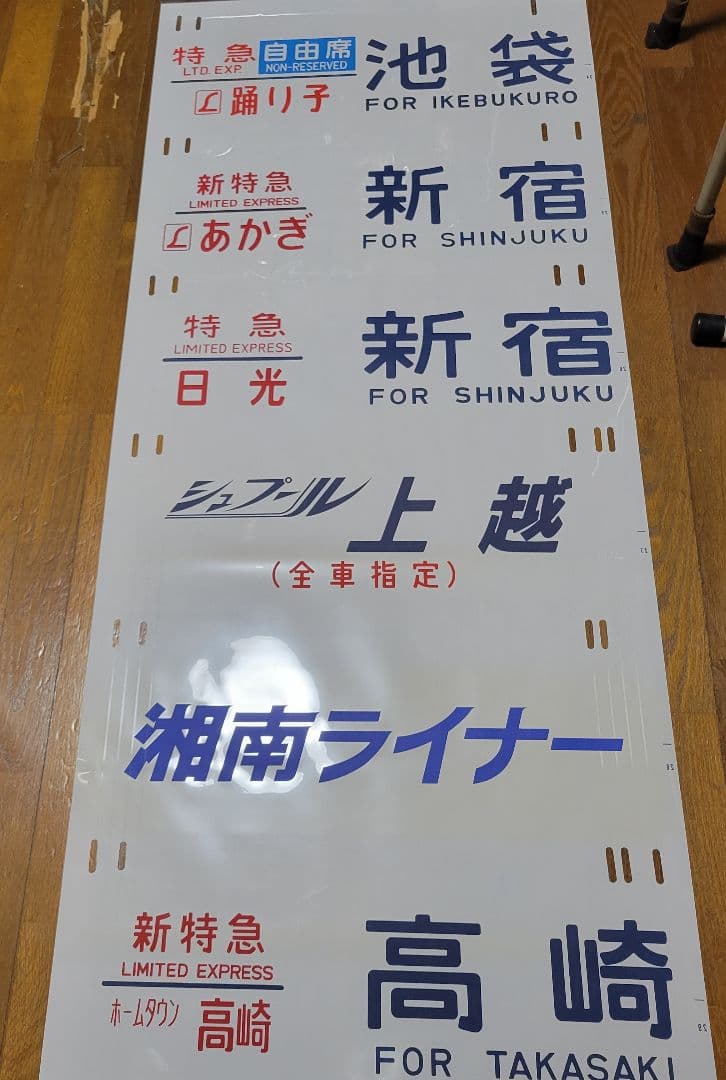 特急 自由席 池袋
LTD. EXP. NON-RESERVED
L踊り子 FOR IKEBUKURO
新特急 新宿
LIMITED EXPRESS
Lあかぎ FOR SHINJUKU
特急 新宿
LIMITED EXPRESS
日光 FOR SHINJUKU
シュプール上越
(全車指定)
湘南ライナー
新特急 高崎
LIMITED EXPRESS
ホームタウン 高崎
FOR TAKASAKI